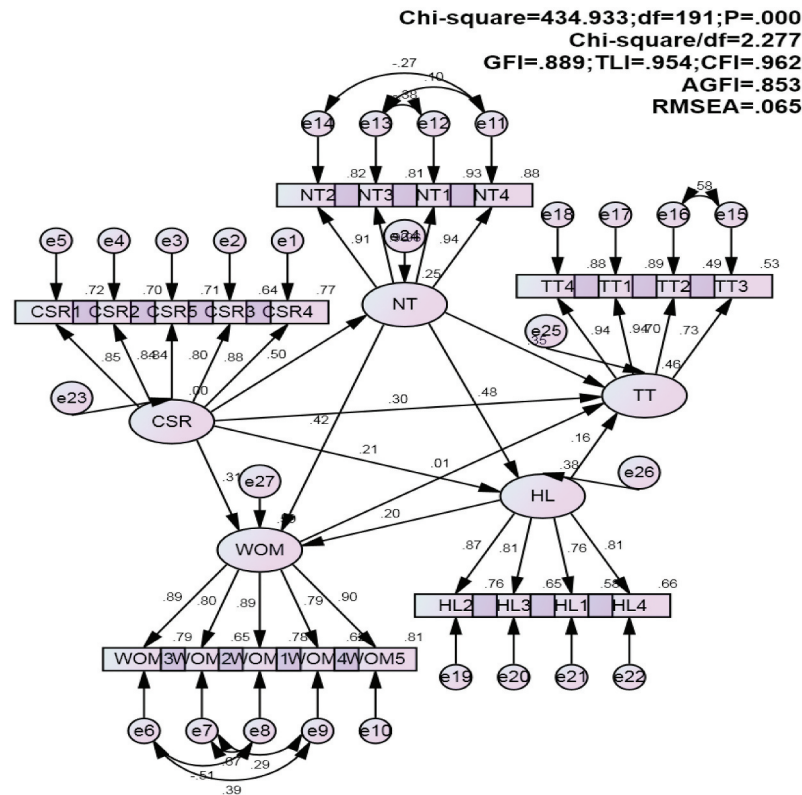 Chi-square=434.933;df=191;P=.000
Chi-square/df=2.277
GFI=.889;TLI=.954;CFI=.962
AGFI=.853
RMSEA=.065
-.27
.10
.38
e14 e13 e12 e11
.82 .81 .93 .88
NT2 NT3 NT1 NT4
.91 .94
e24
.25
NT
.58
e18 e17 e16 e15
.88 .89 .49 .53
TT4 TT1 TT2 TT3
.94 .94 .70 .73
e25
.35
.46
TT
e5 e4 e3 e2 e1
.72 .70 .71 .64 .77
CSR1 CSR2 CSR5 CSR3 CSR4
.85 .84 .84 .80 .88 .50
e23
.00
CSR
.30
.48
.42
.21
.01
.16
.31
.20
e27
WOM
.38
e26
HL
.87 .81 .76 .81
.76 .65 .58 .66
HL2 HL3 HL1 HL4
e19 e20 e21 e22
.89 .80 .89 .79 .90
.79 .65 .78 .81
WOM3 WOM2 WOM1 WOM4 WOM5
e6 e7 e8 e9 e10
.29
-.51
.39